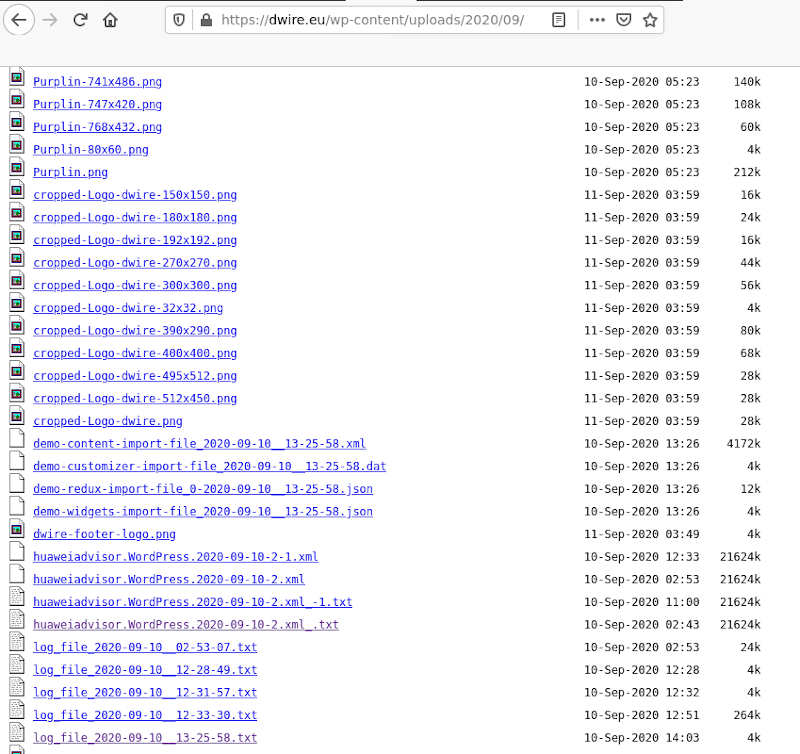 https://dwire.eu/wp-content/uploads/2020/09/
Purplin-741x486.png 10-Sep-2020 05:23 140k
Purplin-747x420.png 10-Sep-2020 05:23 108k
Purplin-768x432.png 10-Sep-2020 05:23 60k
Purplin-80x60.png 10-Sep-2020 05:23 4k
Purplin.png 10-Sep-2020 05:23 212k
cropped-Logo-dwire-150x150.png 11-Sep-2020 03:59 16k
cropped-Logo-dwire-180x180.png 11-Sep-2020 03:59 24k
cropped-Logo-dwire-192x192.png 11-Sep-2020 03:59 16k
cropped-Logo-dwire-270x270.png 11-Sep-2020 03:59 44k
cropped-Logo-dwire-300x300.png 11-Sep-2020 03:59 56k
cropped-Logo-dwire-32x32.png 11-Sep-2020 03:59 4k
cropped-Logo-dwire-390x290.png 11-Sep-2020 03:59 80k
cropped-Logo-dwire-400x400.png 11-Sep-2020 03:59 68k
cropped-Logo-dwire-495x512.png 11-Sep-2020 03:59 28k
cropped-Logo-dwire-512x450.png 11-Sep-2020 03:59 28k
cropped-Logo-dwire.png 11-Sep-2020 03:59 28k
demo-content-import-file_2020-09-10__13-25-58.xml 10-Sep-2020 13:26 4172k
demo-customizer-import-file_2020-09-10__13-25-58.dat 10-Sep-2020 13:26 4k
demo-redux-import-file_0-2020-09-10__13-25-58.json 10-Sep-2020 13:26 12k
demo-widgets-import-file_2020-09-10__13-25-58.json 10-Sep-2020 13:26 4k
dwire-footer-logo.png 11-Sep-2020 03:49 4k
huaweiadvisor.WordPress.2020-09-10-2-1.xml 10-Sep-2020 12:33 21624k
huaweiadvisor.WordPress.2020-09-10-2.xml 10-Sep-2020 02:53 21624k
huaweiadvisor.WordPress.2020-09-10-2.xml_-1.txt 10-Sep-2020 11:00 21624k
huaweiadvisor.WordPress.2020-09-10-2.xml_.txt 10-Sep-2020 02:43 21624k
log_file_2020-09-10__02-53-07.txt 10-Sep-2020 02:53 24k
log_file_2020-09-10__12-28-49.txt 10-Sep-2020 12:28 4k
log_file_2020-09-10__12-31-57.txt 10-Sep-2020 12:32 4k
log_file_2020-09-10__12-33-30.txt 10-Sep-2020 12:51 264k
log_file_2020-09-10__13-25-58.txt 10-Sep-2020 14:03 4k